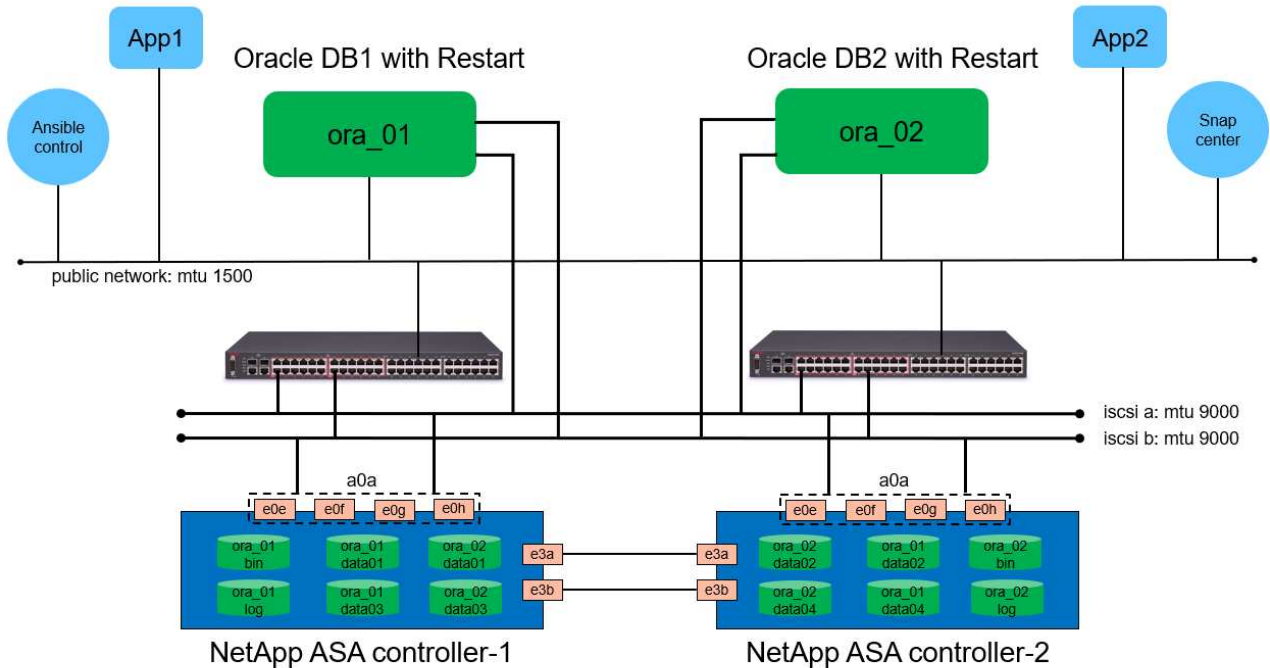 App1
App2
Oracle DB1 with Restart
Oracle DB2 with Restart
Ansible
control
ora_01
ora_02
Snap
center
public network: mtu 1500
iscsi a: mtu 9000
iscsi b: mtu 9000
a0a
a0a
e0e e0f e0g e0h
e0e e0f e0g e0h
ora_01
bin
ora_01
data01
ora_02
data01
ora_01
log
ora_01
data03
ora_02
data03
e3a
e3b
e3a
e3b
ora_02
data02
ora_01
data02
ora_02
bin
ora_02
data04
ora_01
data04
ora_02
log
NetApp ASA controller-1
NetApp ASA controller-2